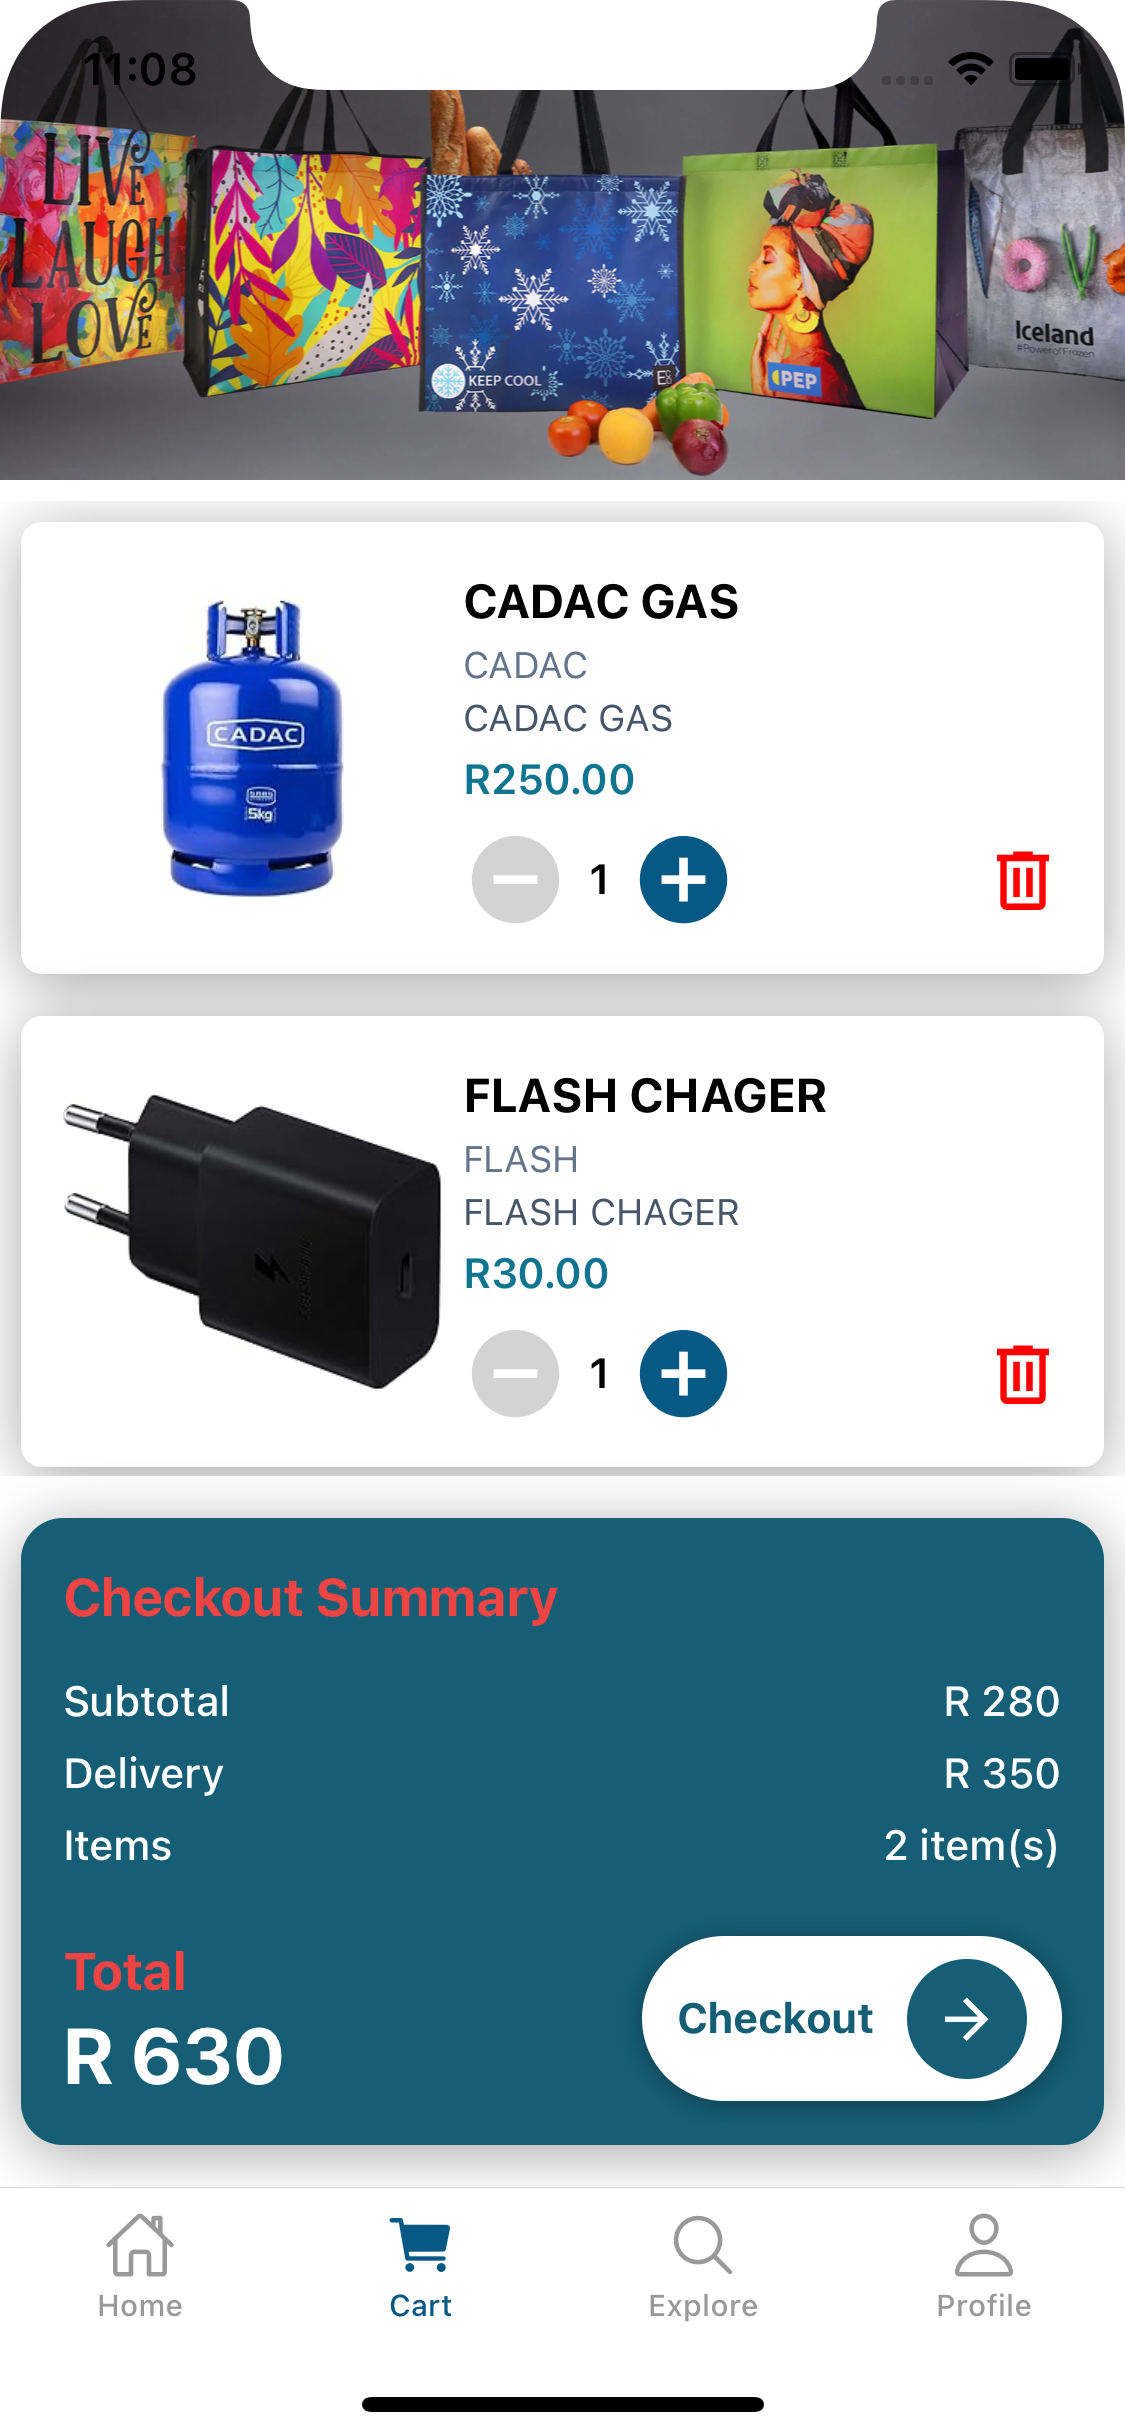 11:08
LIVE
LAUGH
LOVE
KEEP COOL
PEP
Iceland
#PowerofFrozen
CADAC GAS
CADAC
CADAC GAS
R250.00
1
CADAC
5kg
FLASH CHAGER
FLASH
FLASH CHAGER
R30.00
1
Checkout Summary
Subtotal R 280
Delivery R 350
Items 2 item(s)
Total
R 630
Checkout
Home
Cart
Explore
Profile